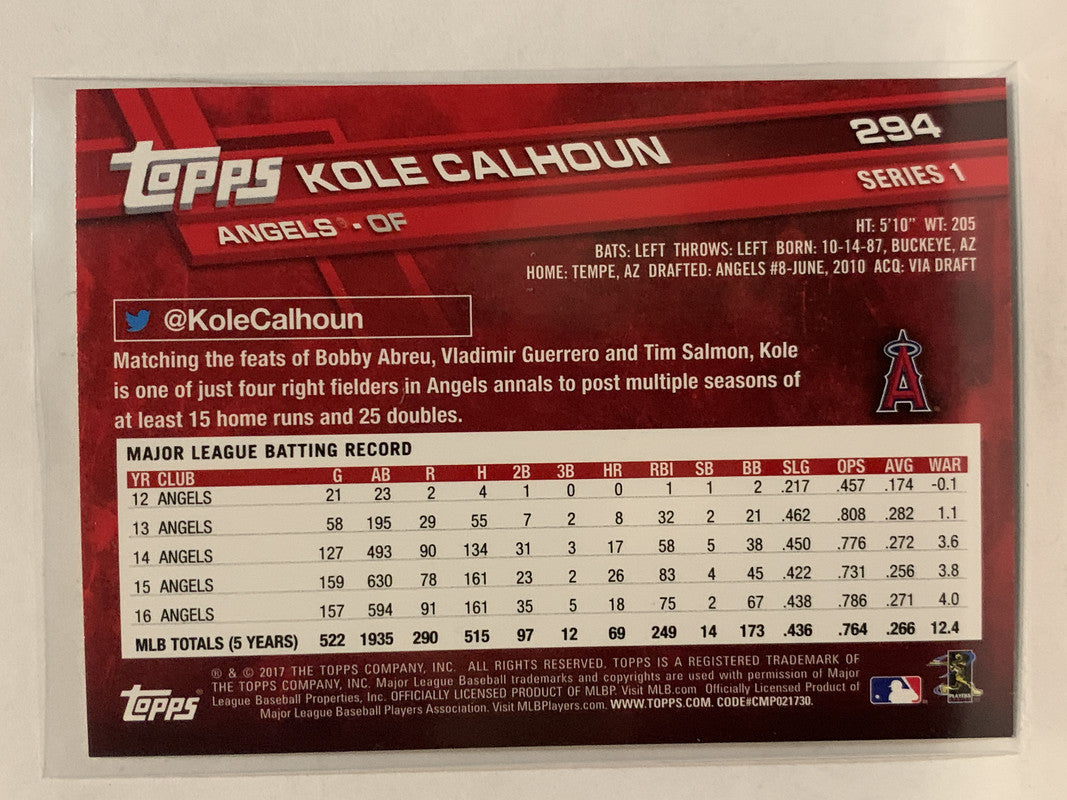 topps KOLE CALHOUN 294
ANGELS® • OF SERIES 1
HT: 5'10" WT: 205
BATS: LEFT THROWS: LEFT BORN: 10-14-87, BUCKEYE, AZ
HOME: TEMPE, AZ DRAFTED: ANGELS #8-JUNE, 2010 ACQ: VIA DRAFT
@KoleCalhoun
Matching the feats of Bobby Abreu, Vladimir Guerrero and Tim Salmon, Kole
is one of just four right fielders in Angels annals to post multiple seasons of
at least 15 home runs and 25 doubles.
A
MAJOR LEAGUE BATTING RECORD
YR CLUB G AB R H 2B 3B HR RBI SB BB SLG OPS AVG WAR
12 ANGELS 21 23 2 4 1 0 0 1 1 2 .217 .457 .174 -0.1
13 ANGELS 58 195 29 55 7 2 8 32 2 21 .462 .808 .282 1.1
14 ANGELS 127 493 90 134 31 3 17 58 5 38 .450 .776 .272 3.6
15 ANGELS 159 630 78 161 23 2 26 83 4 45 .422 .731 .256 3.8
16 ANGELS 157 594 91 161 35 5 18 75 2 67 .438 .786 .271 4.0
MLB TOTALS (5 YEARS) 522 1935 290 515 97 12 69 249 14 173 .436 .764 .266 12.4
® & © 2017 THE TOPPS COMPANY, INC. ALL RIGHTS RESERVED. TOPPS IS A REGISTERED TRADEMARK OF
THE TOPPS COMPANY, INC. Major League Baseball trademarks and copyrights are used with permission of Major
League Baseball Properties, Inc. OFFICIALLY LICENSED PRODUCT OF MLBP. Visit MLB.com Officially Licensed Product of
Major League Baseball Players Association. Visit MLBPlayers.com. WWW.TOPPS.COM. CODE#CMP021730.
topps®
PLAYERS